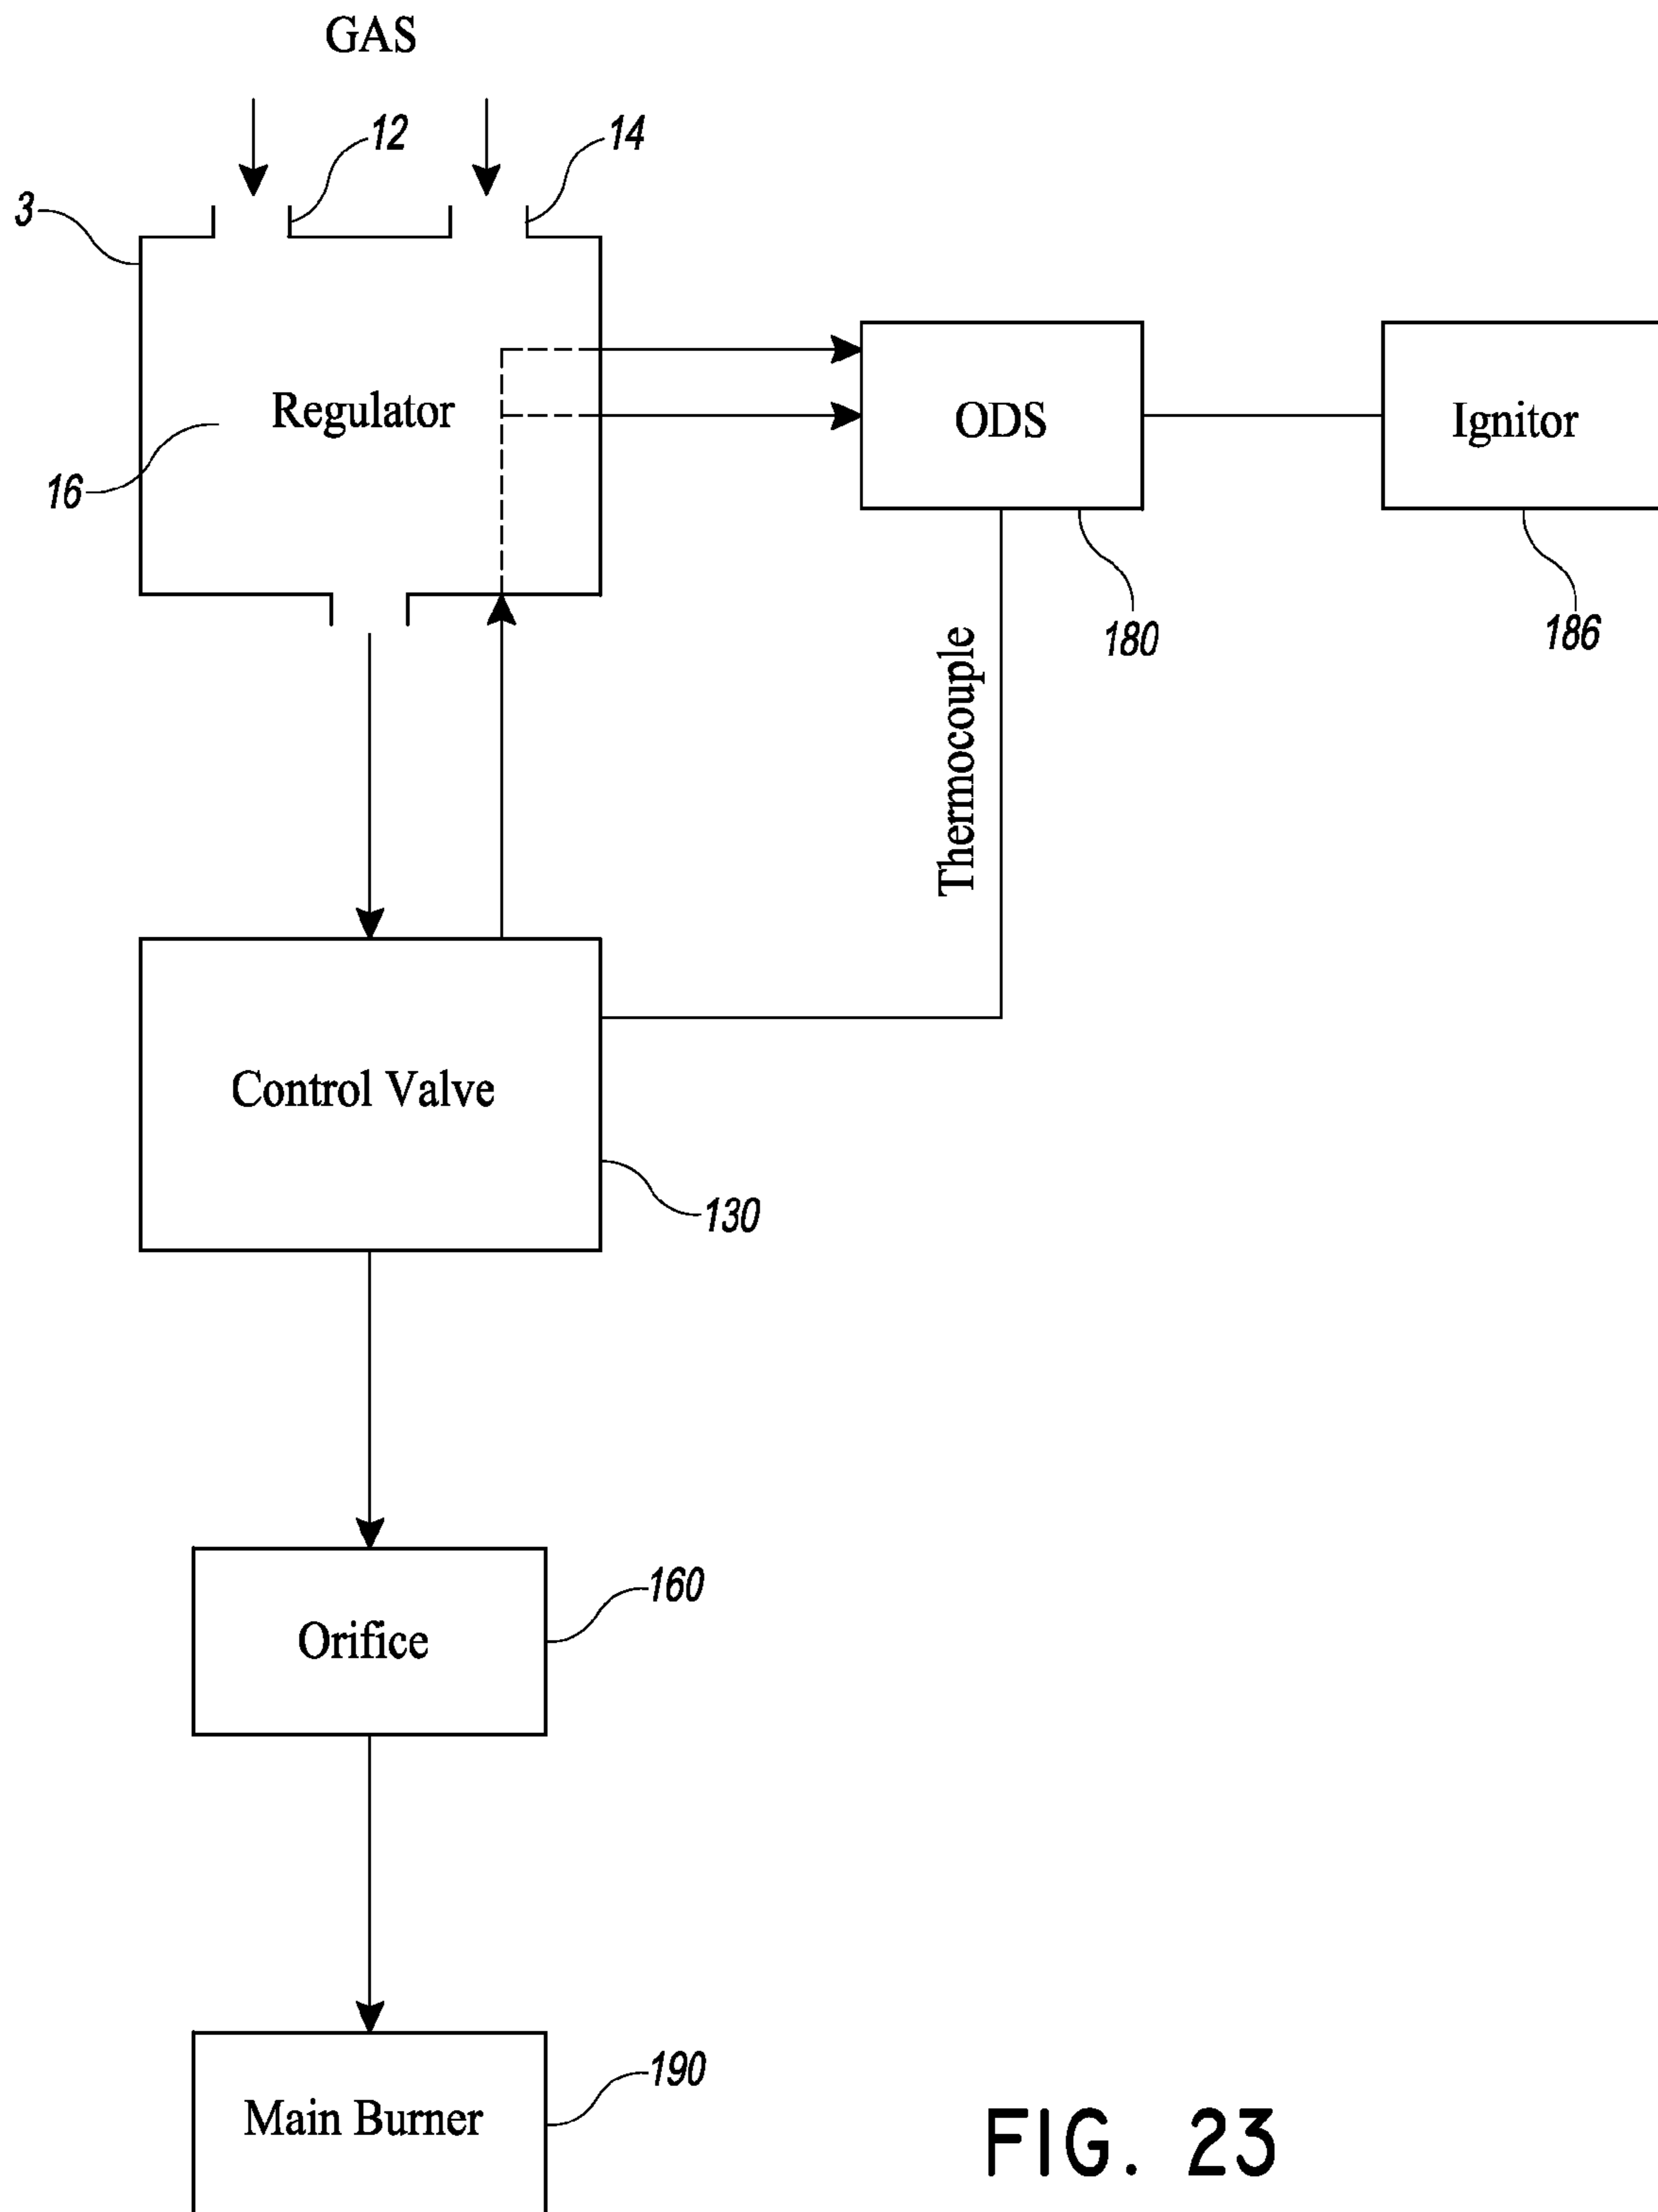 GAS
12
14
3
Regulator
16
ODS
Ignitor
180
186
Thermocouple
Control Valve
130
Orifice
160
Main Burner
190
FIG. 23